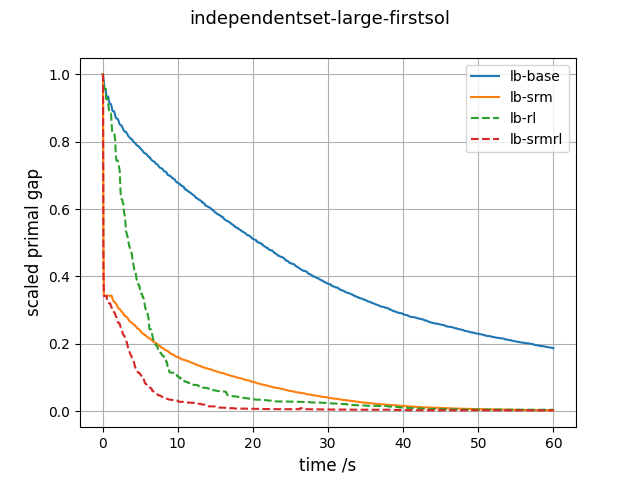 independentset-large-firstsol
lb-base
lb-srm
lb-rl
lb-srmrl
scaled primal gap
1.0
0.8
0.6
0.4
0.2
0.0
0 10 20 30 40 50 60
time /s